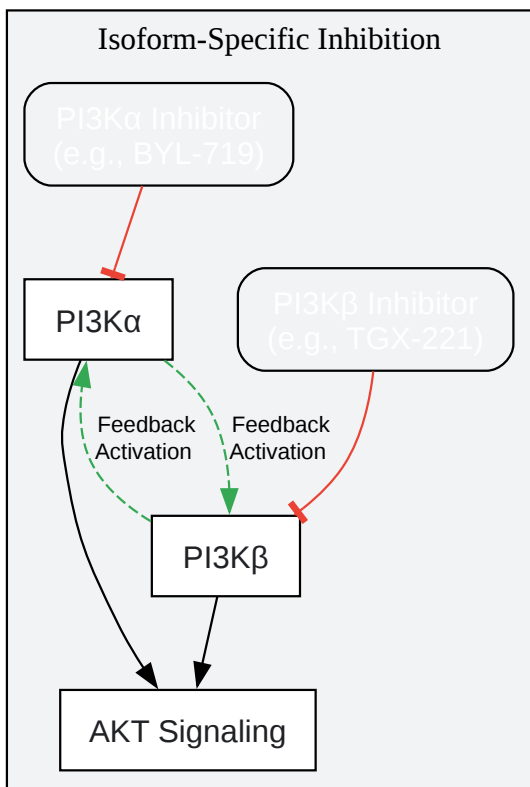 Isoform-Specific Inhibition
PI3Kα Inhibitor
(e.g., BYL-719)
PI3Kα
PI3Kβ Inhibitor
(e.g., TGX-221)
Feedback
Activation
Feedback
Activation
PI3Kβ
AKT Signaling